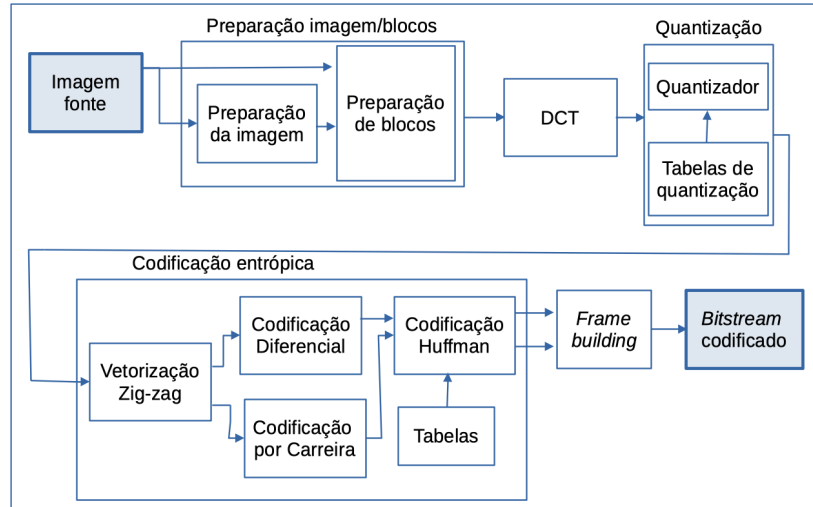 Preparação imagem/blocos
Quantização
Imagem
fonte
Preparação
da imagem
Preparação
de blocos
DCT
Quantizador
Tabelas de
quantização
Codificação entrópica
Vetorização
Zig-zag
Codificação
Diferencial
Codificação
por Carreira
Codificação
Huffman
Tabelas
Frame
building
Bitstream
codificado